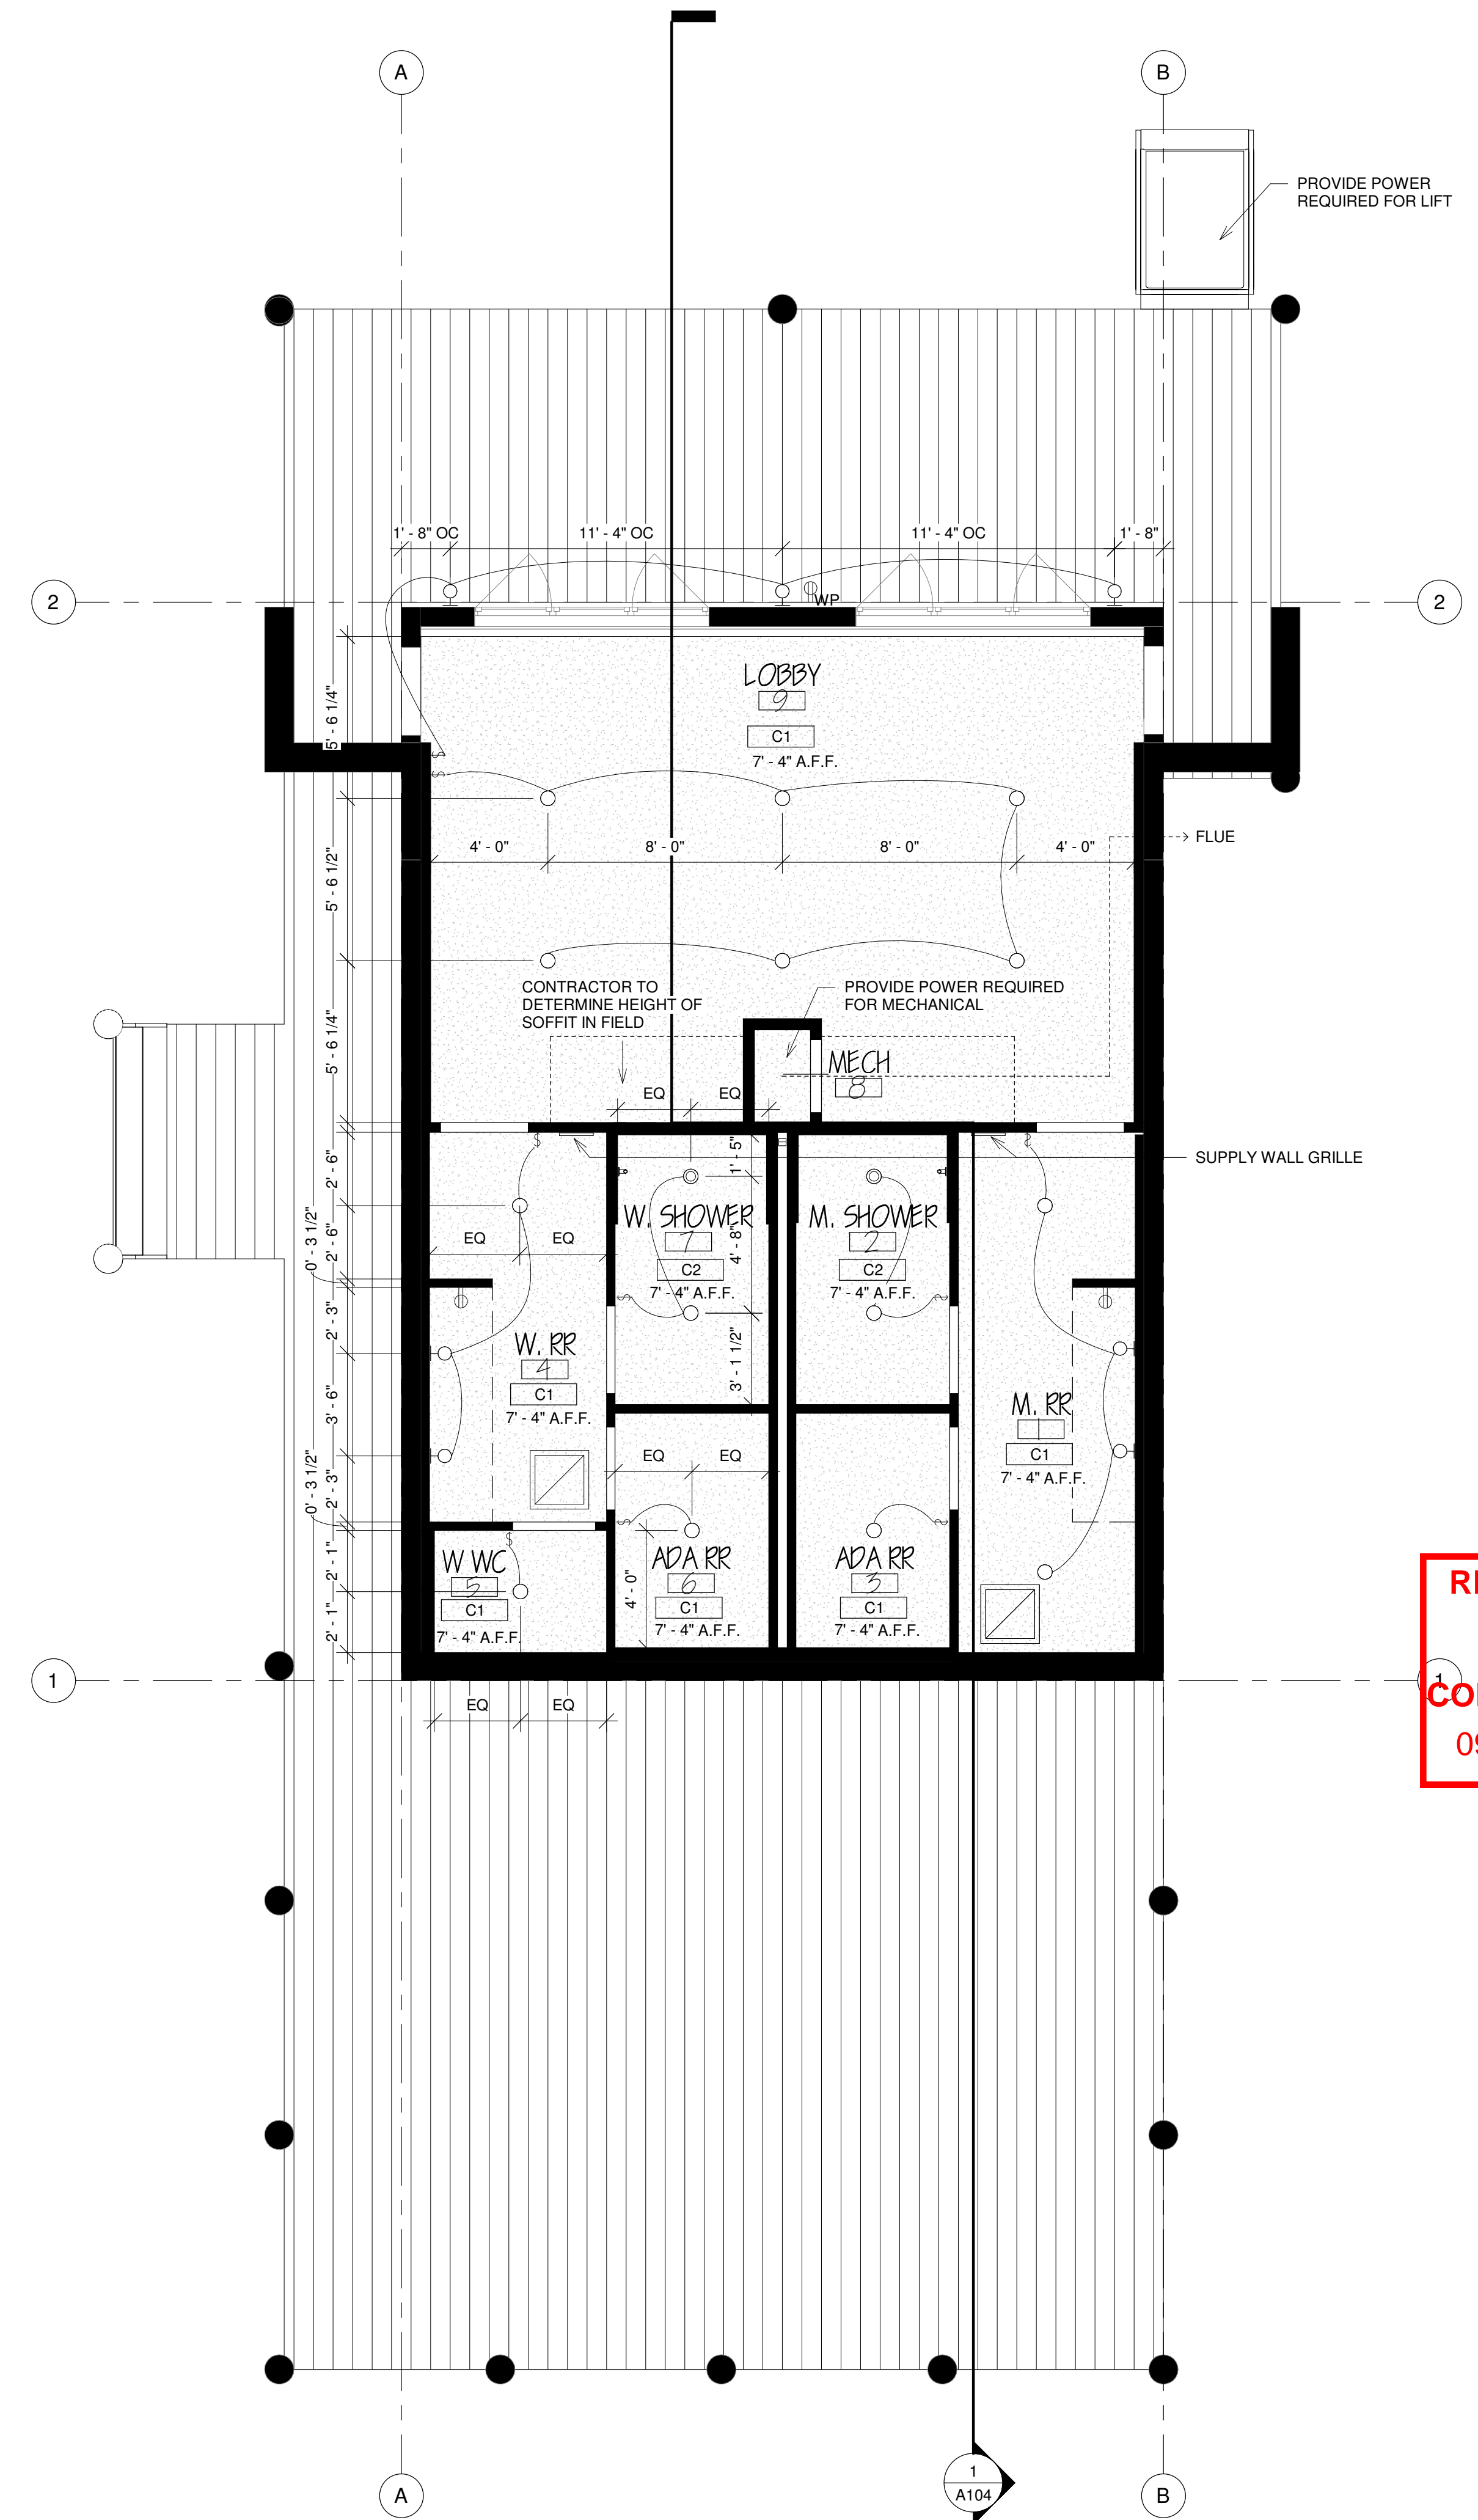 A
B
PROVIDE POWER
REQUIRED FOR LIFT
1' - 8" OC
11' - 4" OC
11' - 4" OC
1' - 8"
2
WP
2
LOBBY
9
C1
7' - 4" A.F.F.
5' - 6 1/4"
4' - 0"
8' - 0"
8' - 0"
4' - 0"
FLUE
5' - 6 1/2"
CONTRACTOR TO
DETERMINE HEIGHT OF
SOFFIT IN FIELD
PROVIDE POWER REQUIRED
FOR MECHANICAL
5' - 6 1/4"
MECH
8
EQ
EQ
SUPPLY WALL GRILLE
2' - 6"
1' - 5"
W. SHOWER
7
C2
7' - 4" A.F.F.
4' - 8"
M. SHOWER
2
C2
7' - 4" A.F.F.
0' - 3 1/2"
2' - 6"
EQ
EQ
2' - 3"
W. RR
4
C1
7' - 4" A.F.F.
3' - 1 1/2"
M. RR
1
C1
7' - 4" A.F.F.
3' - 6"
EQ
EQ
0' - 3 1/2"
2' - 3"
2' - 1"
W WC
5
C1
7' - 4" A.F.F.
4' - 0"
ADA RR
6
C1
7' - 4" A.F.F.
ADA RR
3
C1
7' - 4" A.F.F.
2' - 1"
1
1
EQ
EQ
A
1
A104
B